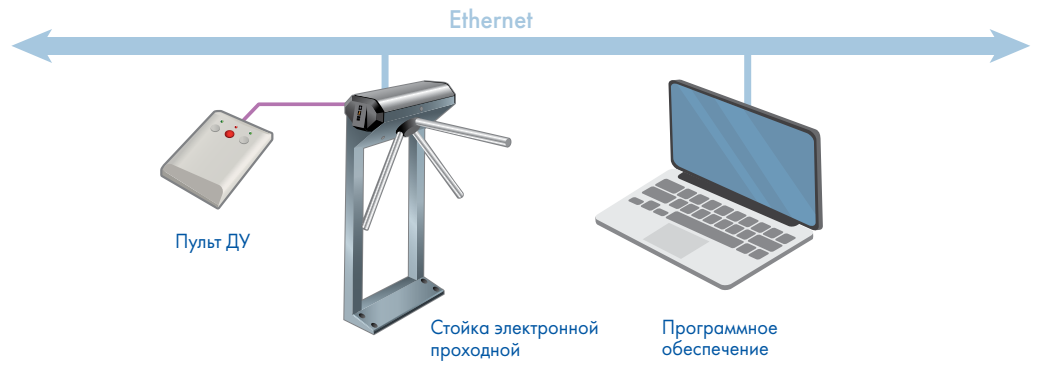 Ethernet
Пульт ДУ
Стойка электронной
проходной
Программное
обеспечение